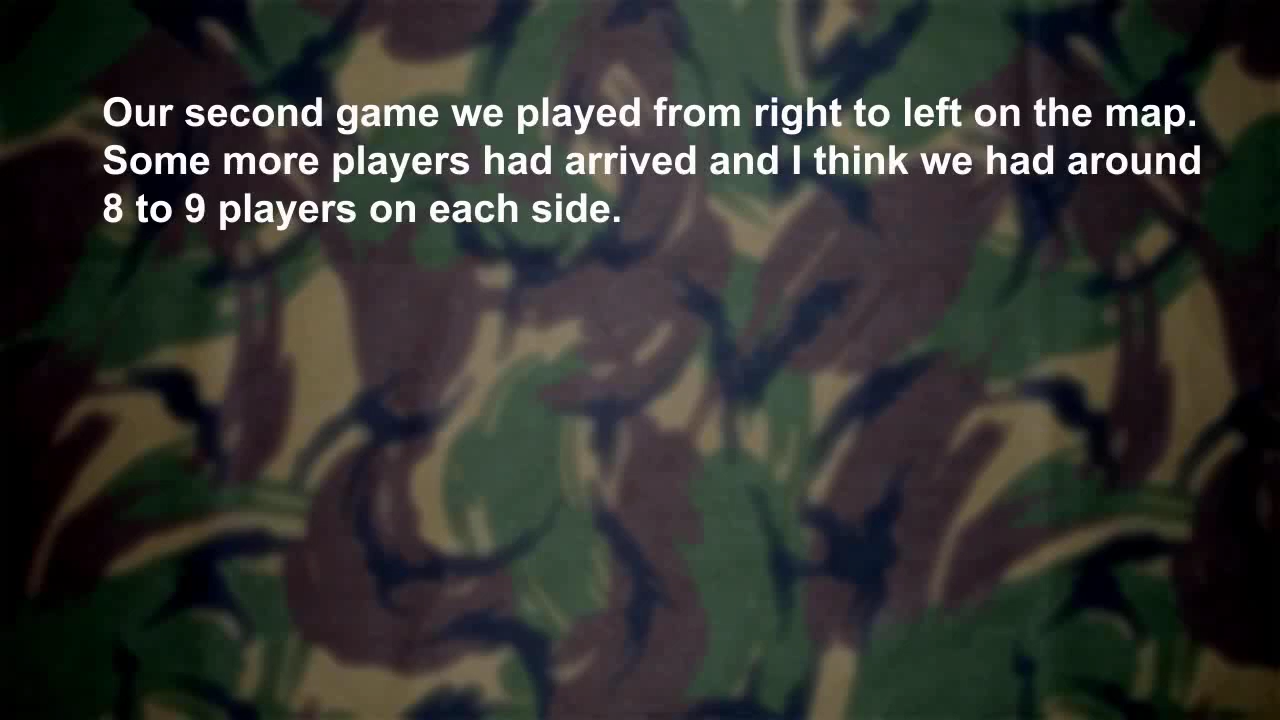 Our second game we played from right to left on the map.
Some more players had arrived and I think we had around
8 to 9 players on each side.